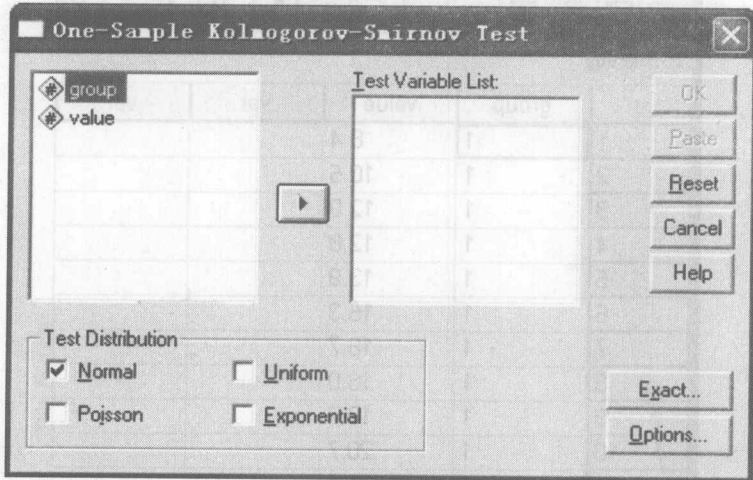 One-Sample Kolmogorov-Smirnov Test
group
value
Test Variable List:
OK
Paste
Reset
Cancel
Help
Test Distribution
Normal
Uniform
Poisson
Exponential
Exact...
Options...